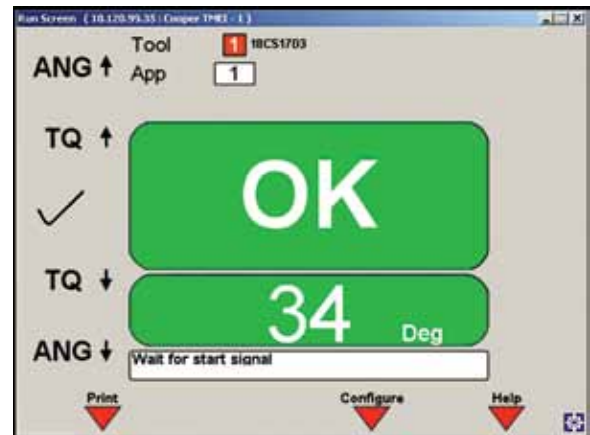 Run Screen ( 10.120.99.35 : Cooper TMEI - 1 )
Tool 1 18CS1703
ANG
App 1
TQ
OK
TQ
34 Deg
ANG
Wait for start signal
Print Configure Help